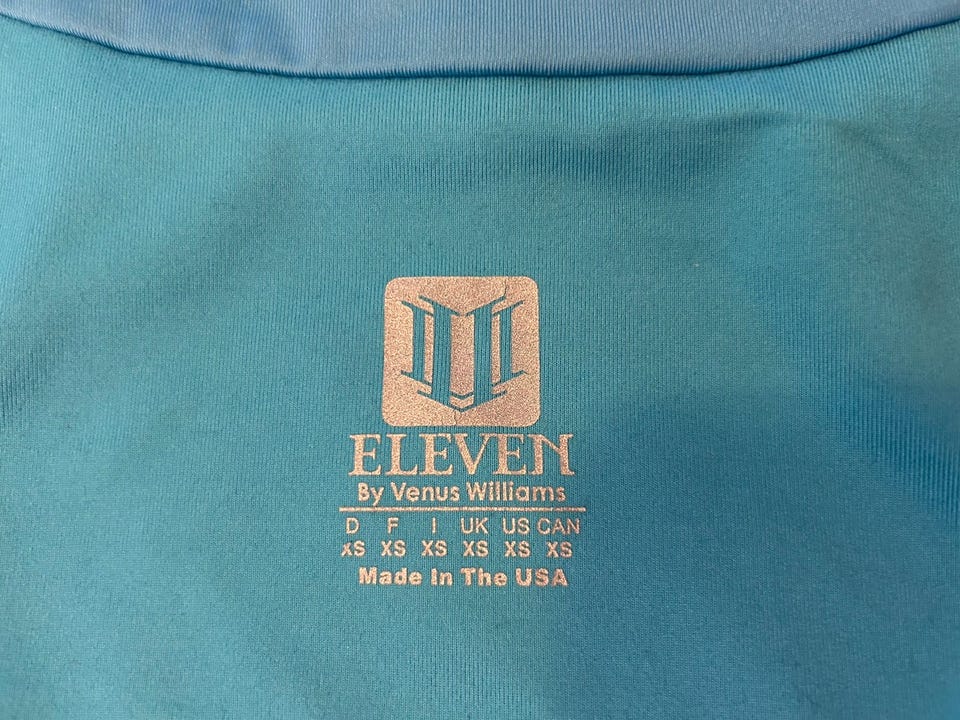 ELEVEN
By Venus Williams
D F I UK US CAN
XS XS XS XS XS XS
Made In The USA